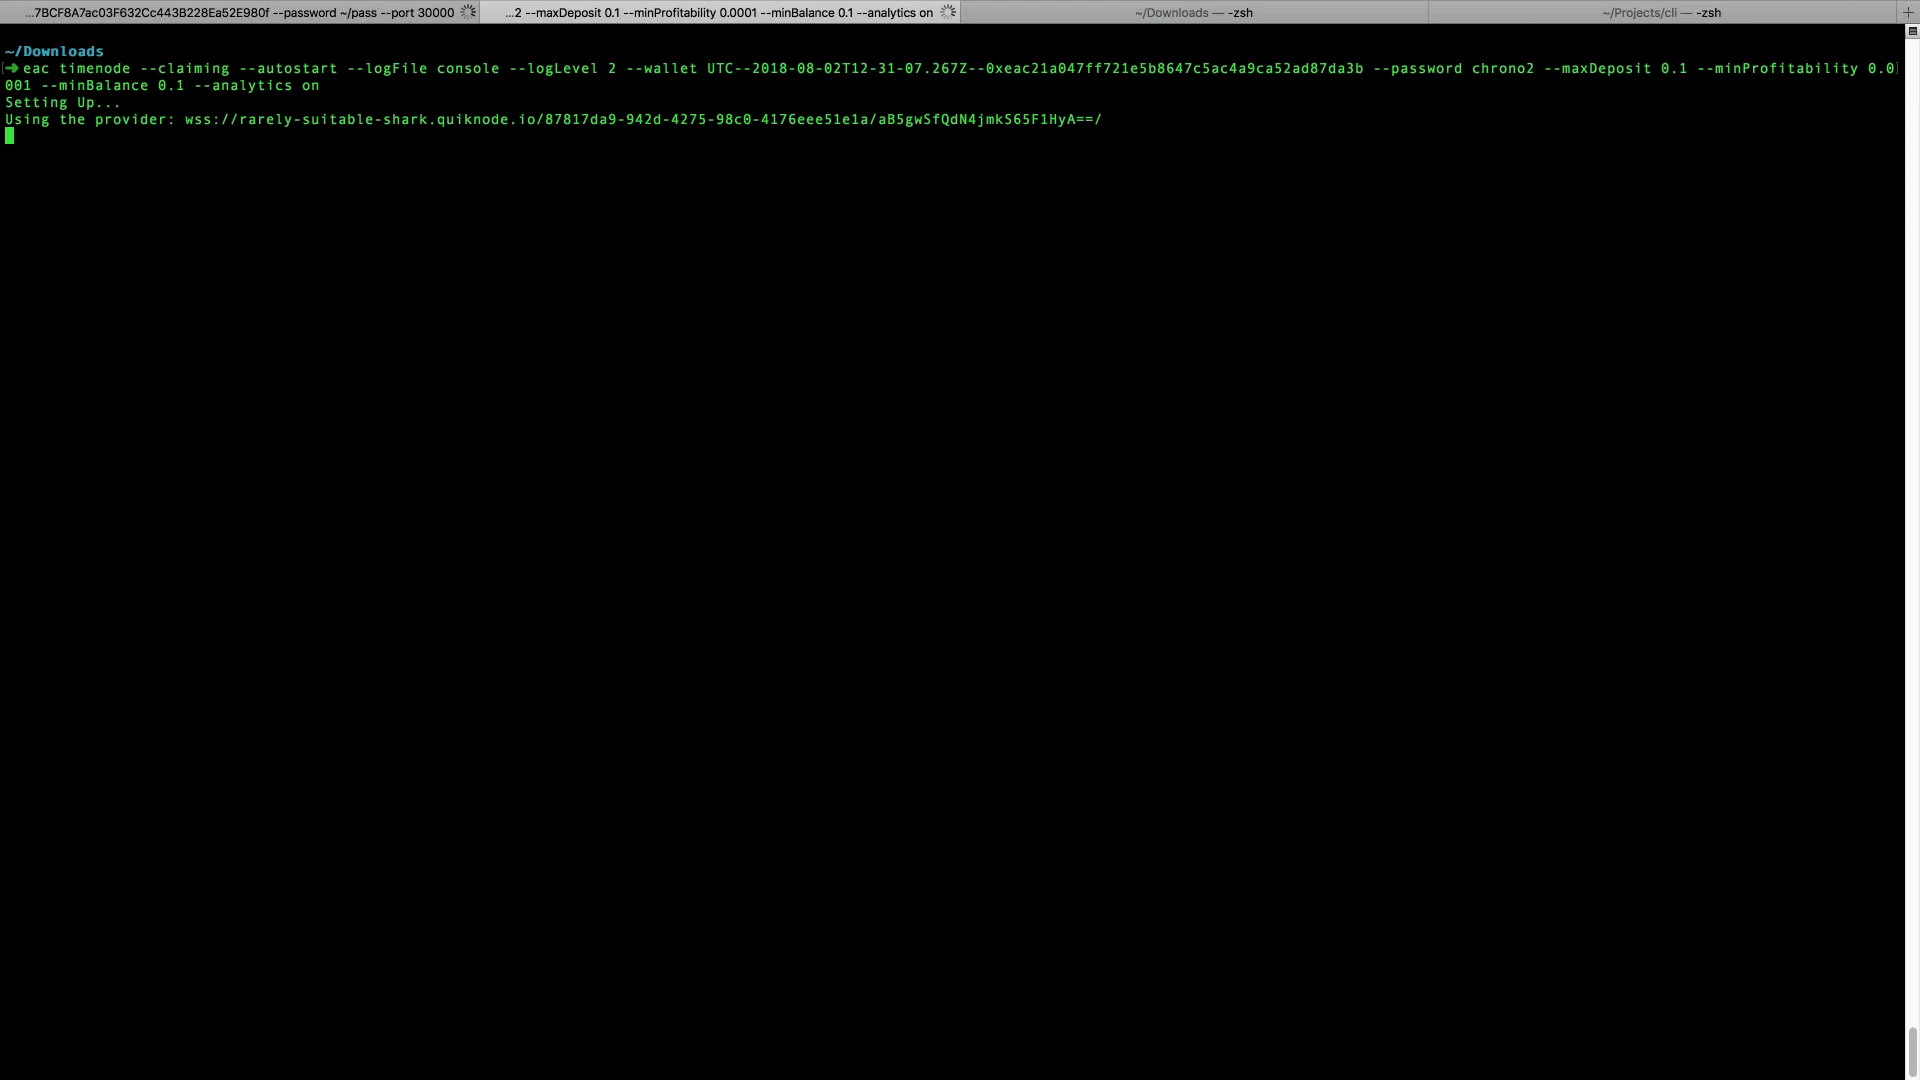 ...7BCF8A7ac03F632Cc443B228Ea52E980f --password ~/pass --port 30000
...2 --maxDeposit 0.1 --minProfitability 0.0001 --minBalance 0.1 --analytics on
~/Downloads — -zsh
~/Projects/cli — -zsh
~/Downloads
➜ eac timenode --claiming --autostart --logFile console --logLevel 2 --wallet UTC--2018-08-02T12-31-07.267Z--0xeac21a047ff721e5b8647c5ac4a9ca52ad87da3b --password chrono2 --maxDeposit 0.1 --minProfitability 0.0
001 --minBalance 0.1 --analytics on
Setting Up...
Using the provider: wss://rarely-suitable-shark.quiknode.io/87817da9-942d-4275-98c0-4176eee51e1a/aB5gwSfQdN4jmkS65F1HyA==/